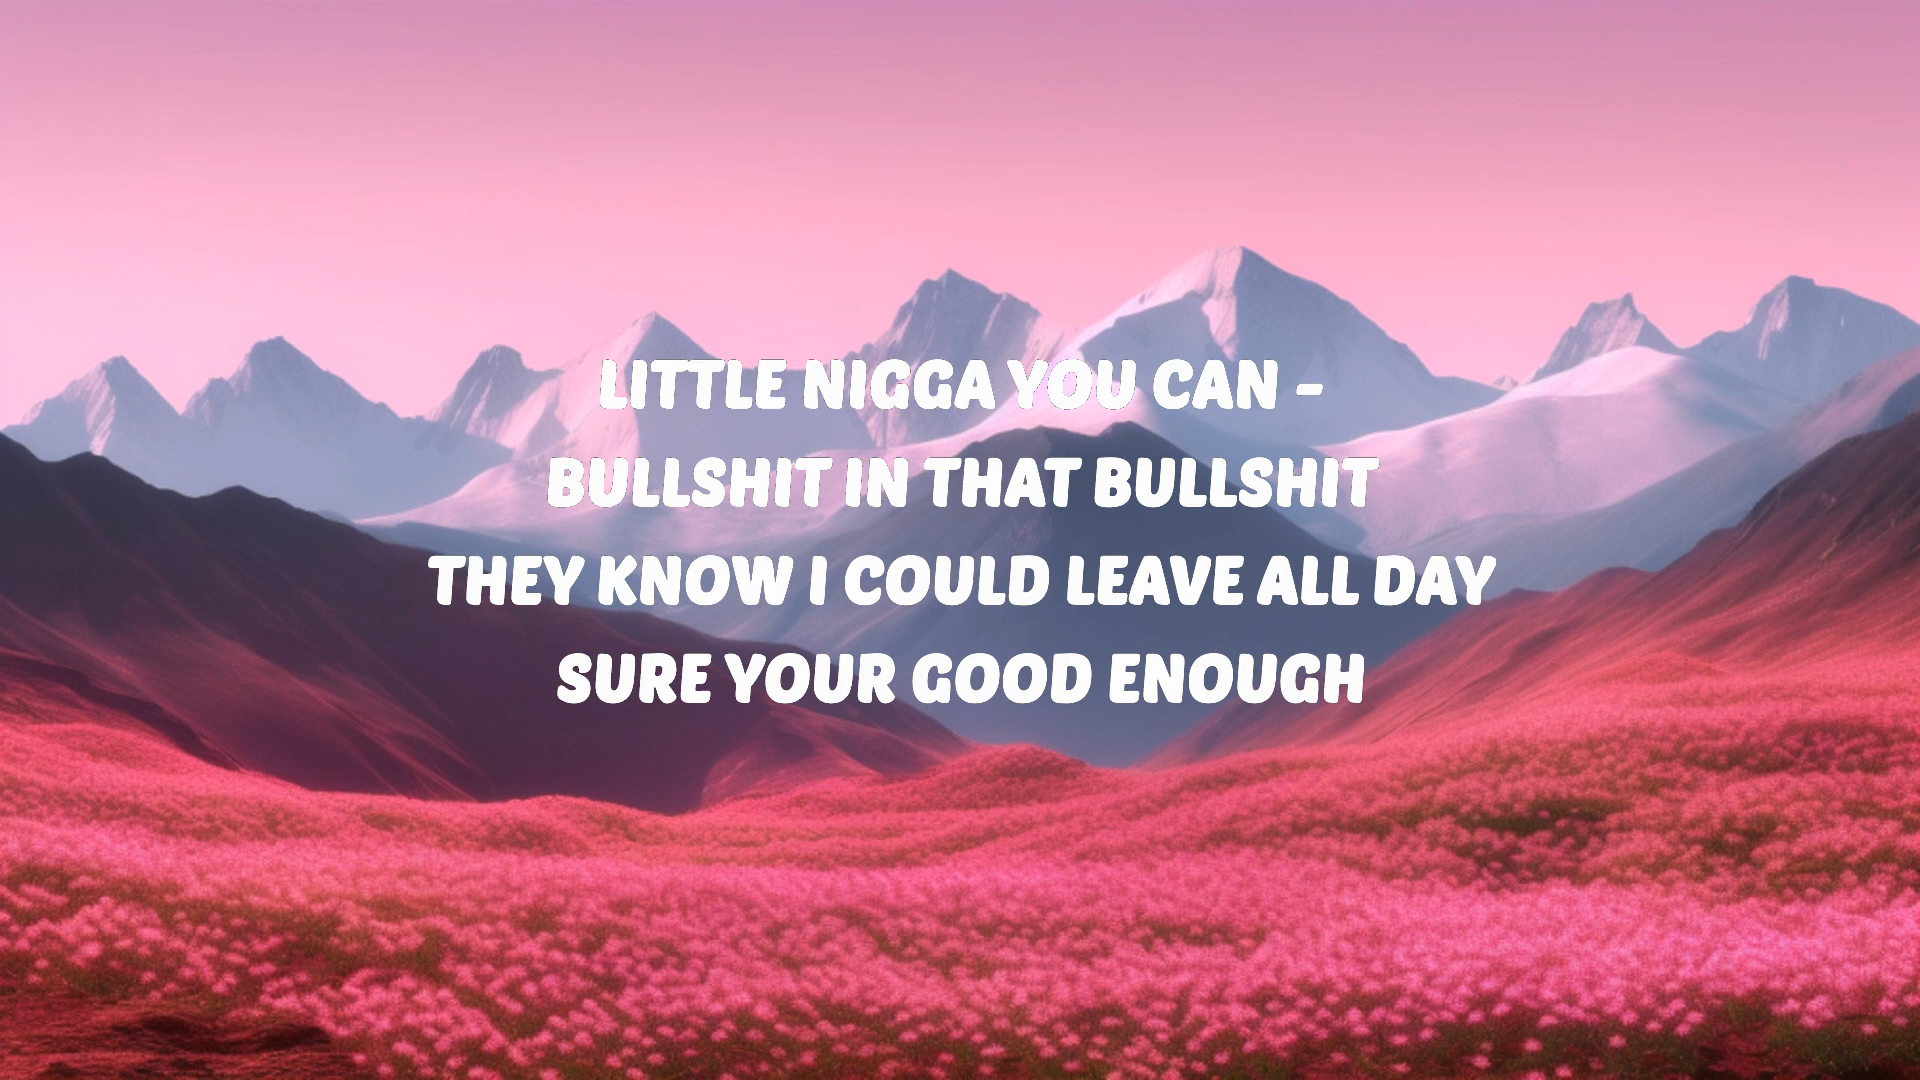 LITTLE NIGGA YOU CAN -
BULLSHIT IN THAT BULLSHIT
THEY KNOW I COULD LEAVE ALL DAY
SURE YOUR GOOD ENOUGH